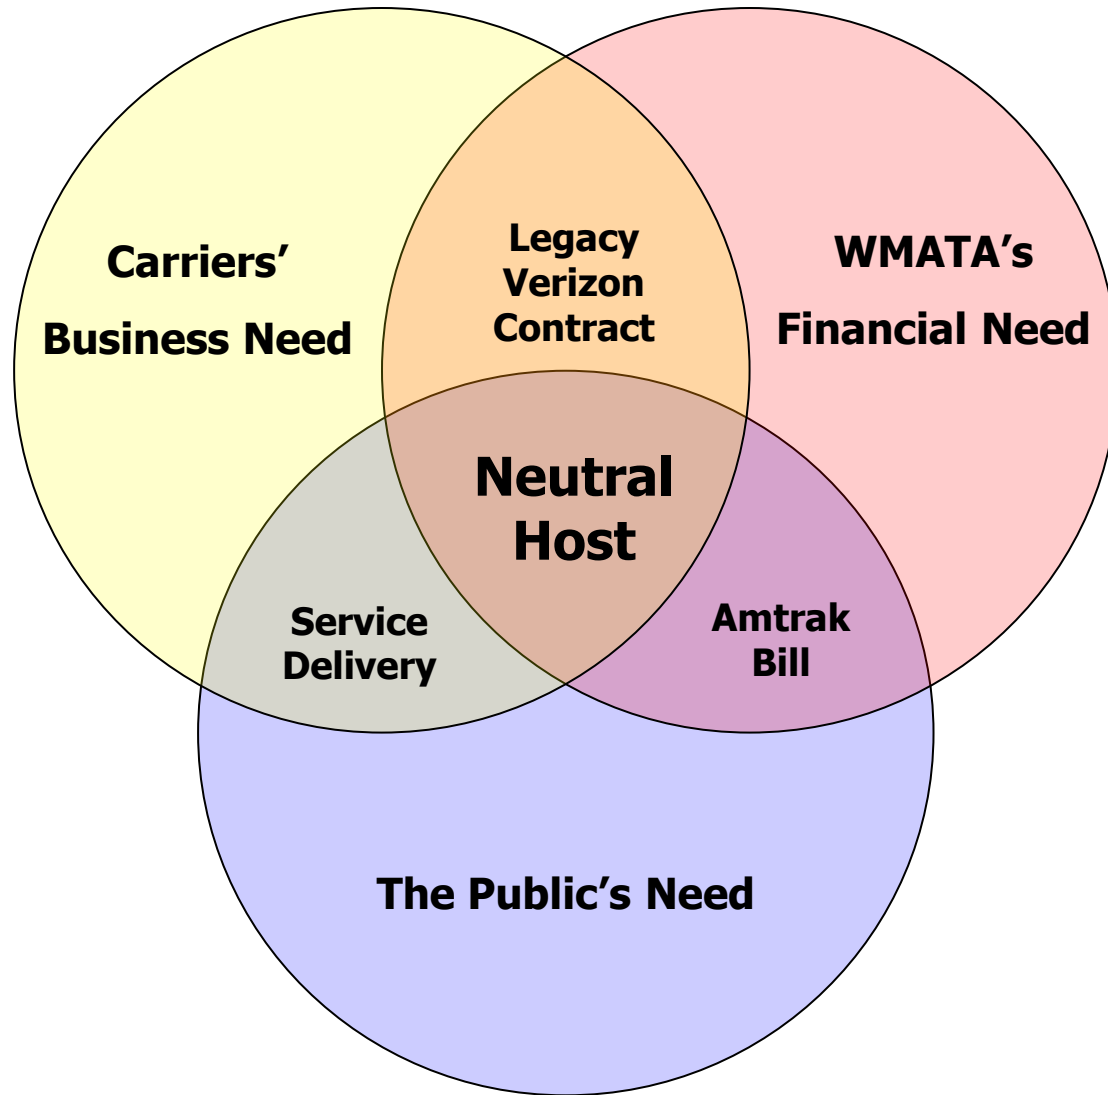 Carriers’
Business Need
Legacy
Verizon
Contract
WMATA’s
Financial Need
Neutral
Host
Service
Delivery
Amtrak
Bill
The Public’s Need